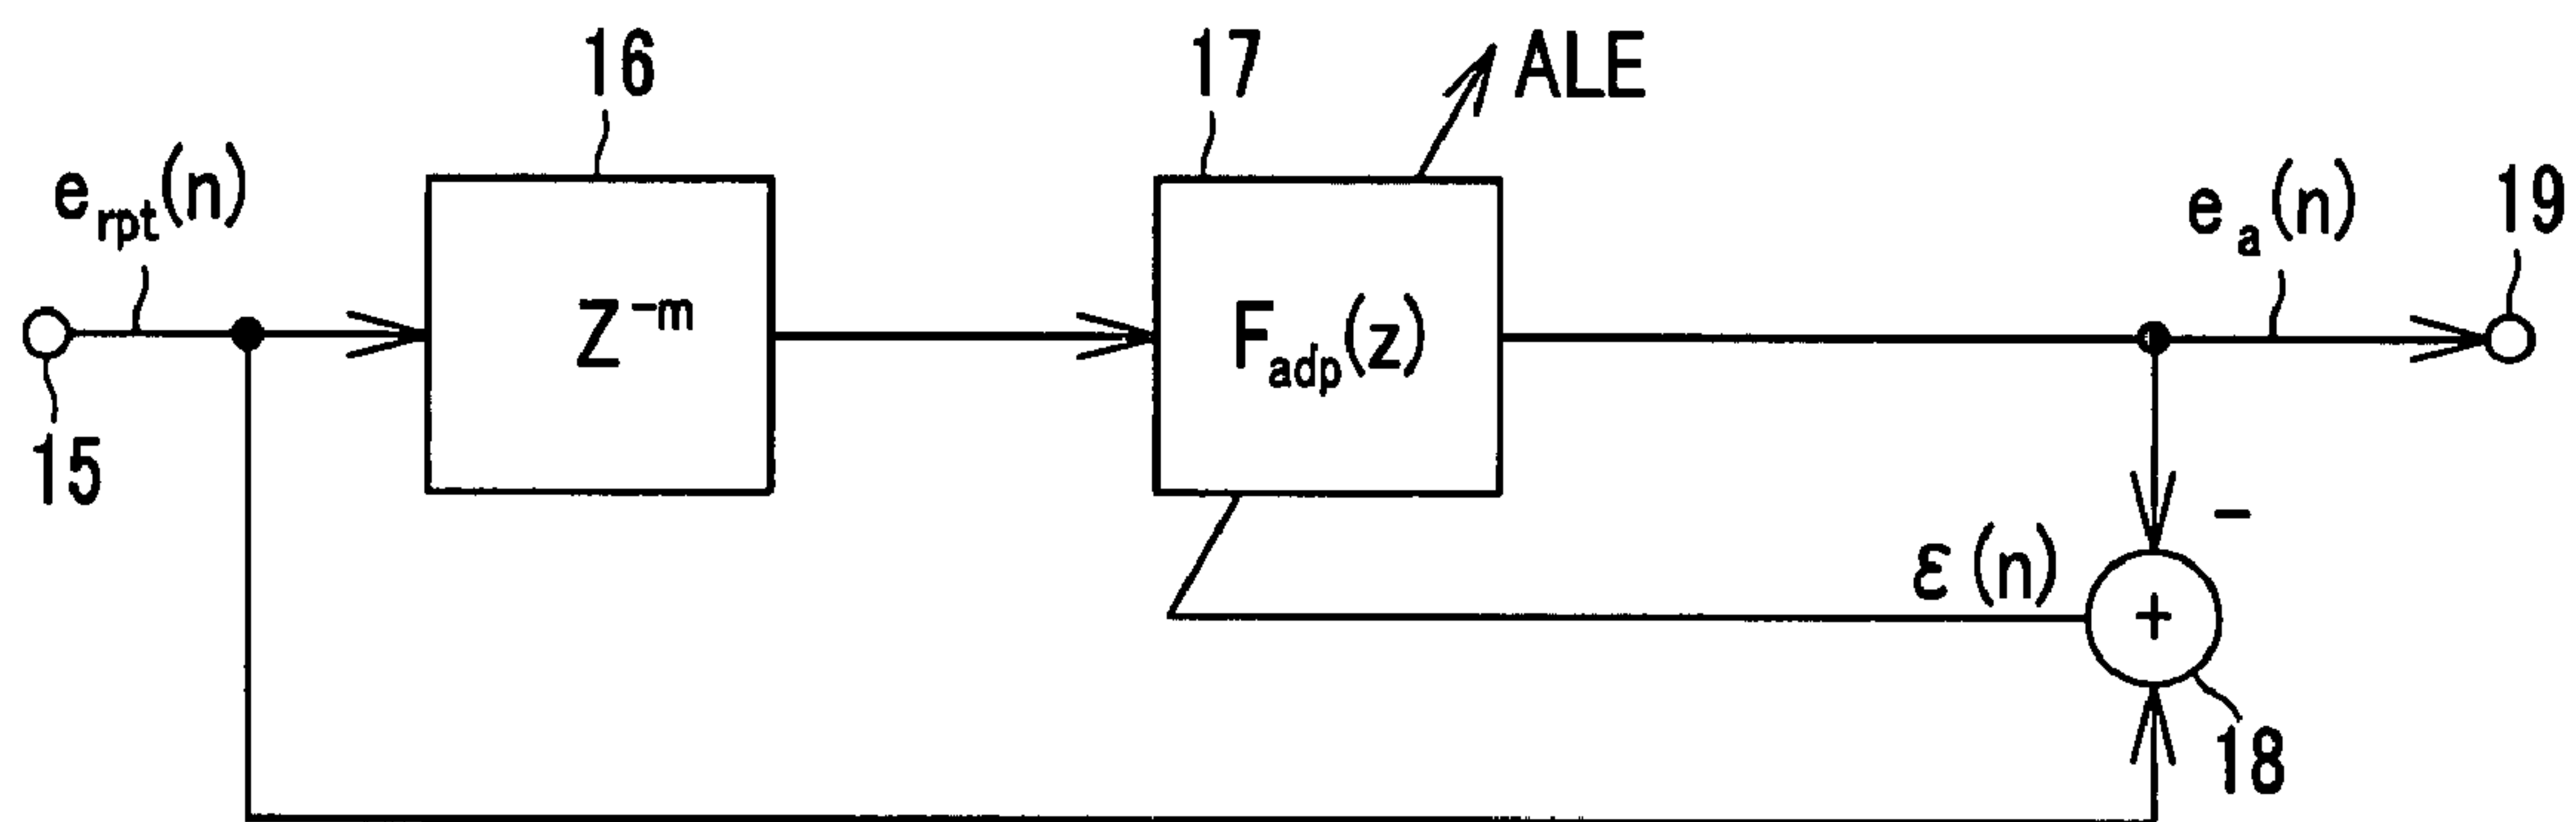 16
17
ALE
e_rpt(n)
e_a(n)
19
Z^-m
F_adp(z)
15
-
ε(n)
+
18